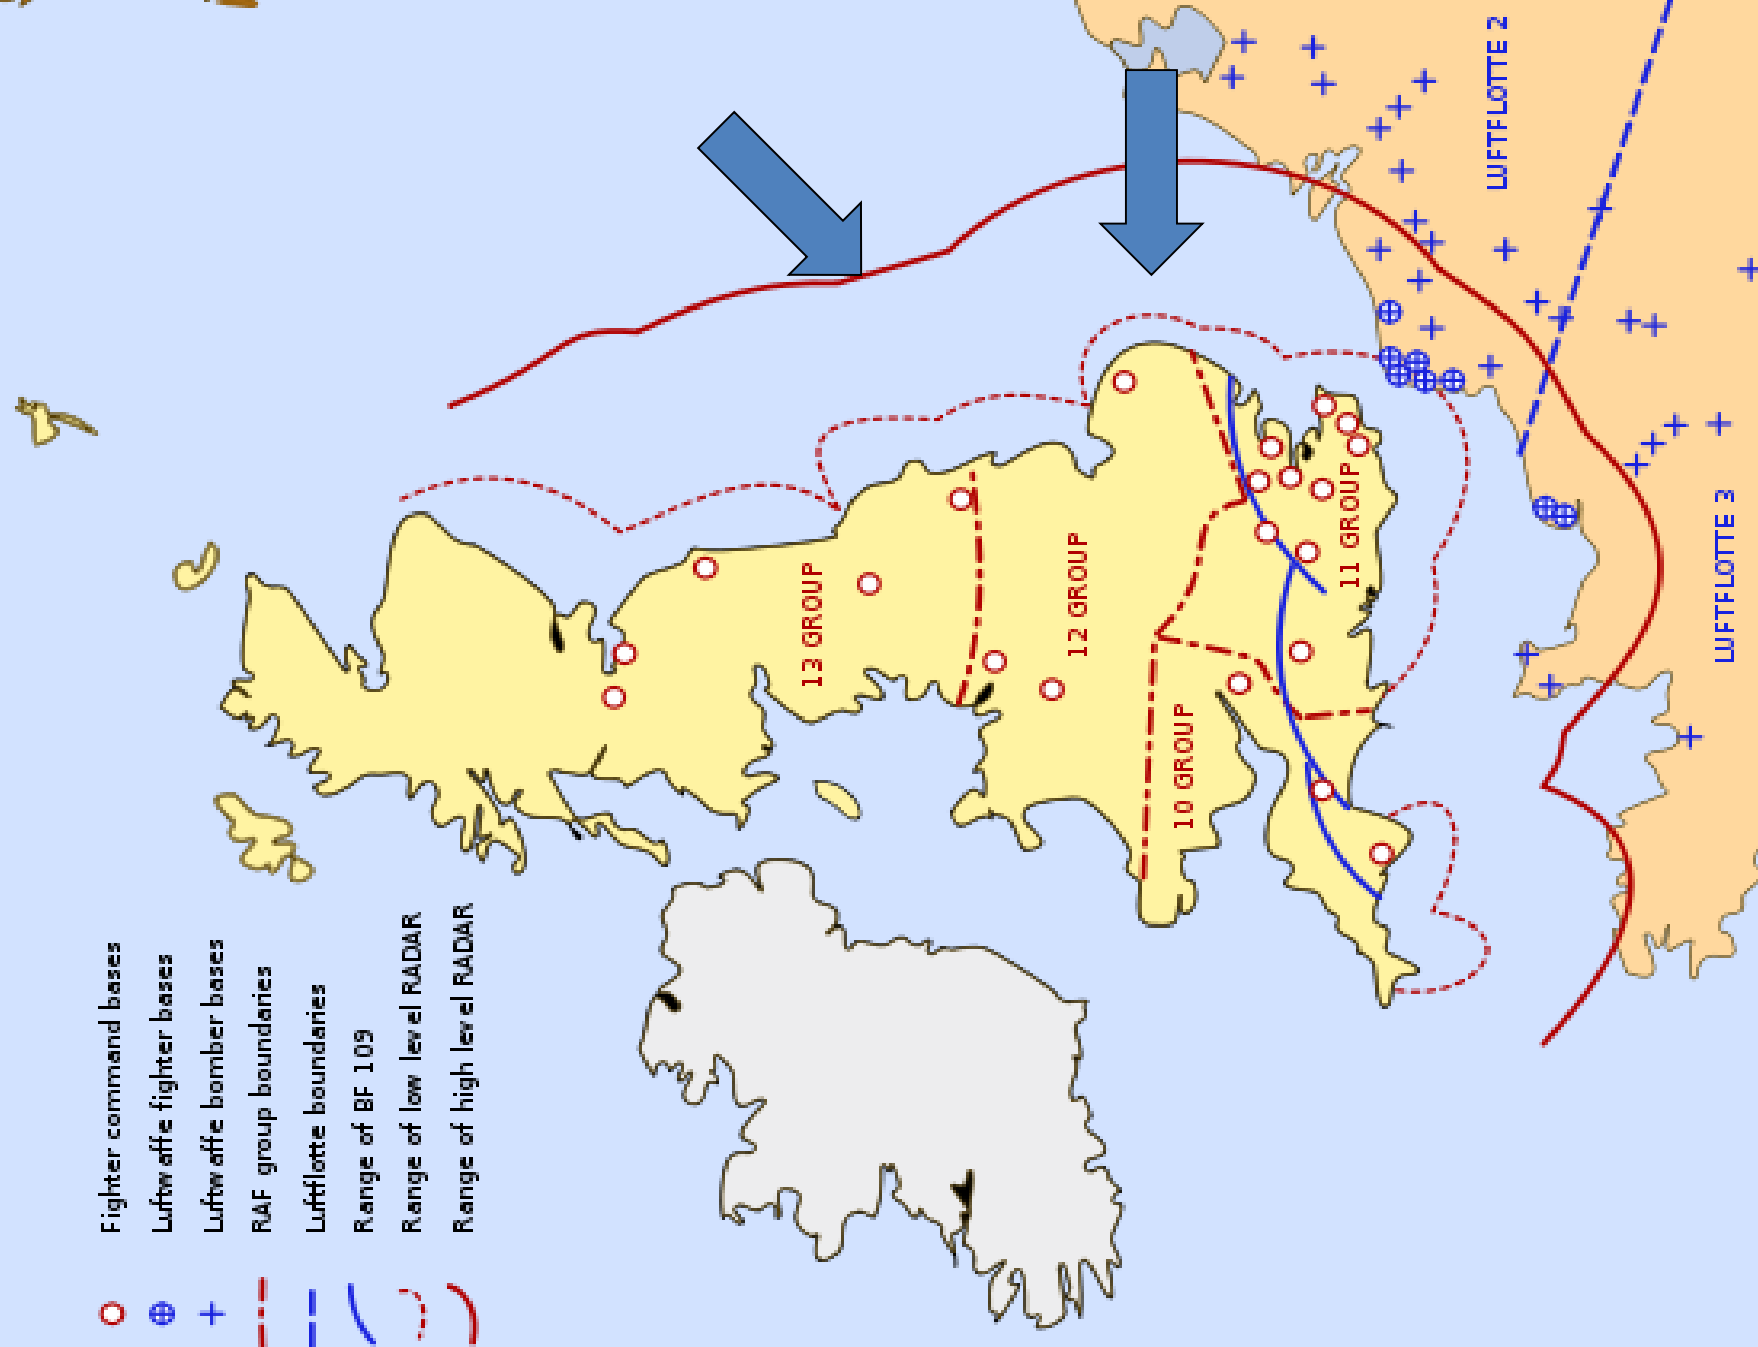 Fighter command bases
Luftwaffe fighter bases
Luftwaffe bomber bases
RAF group boundaries
Luftflotte boundaries
Range of BF 109
Range of low level RADAR
Range of high level RADAR
13 GROUP
12 GROUP
10 GROUP
11 GROUP
LUFTFLOTTE 2
LUFTFLOTTE 3